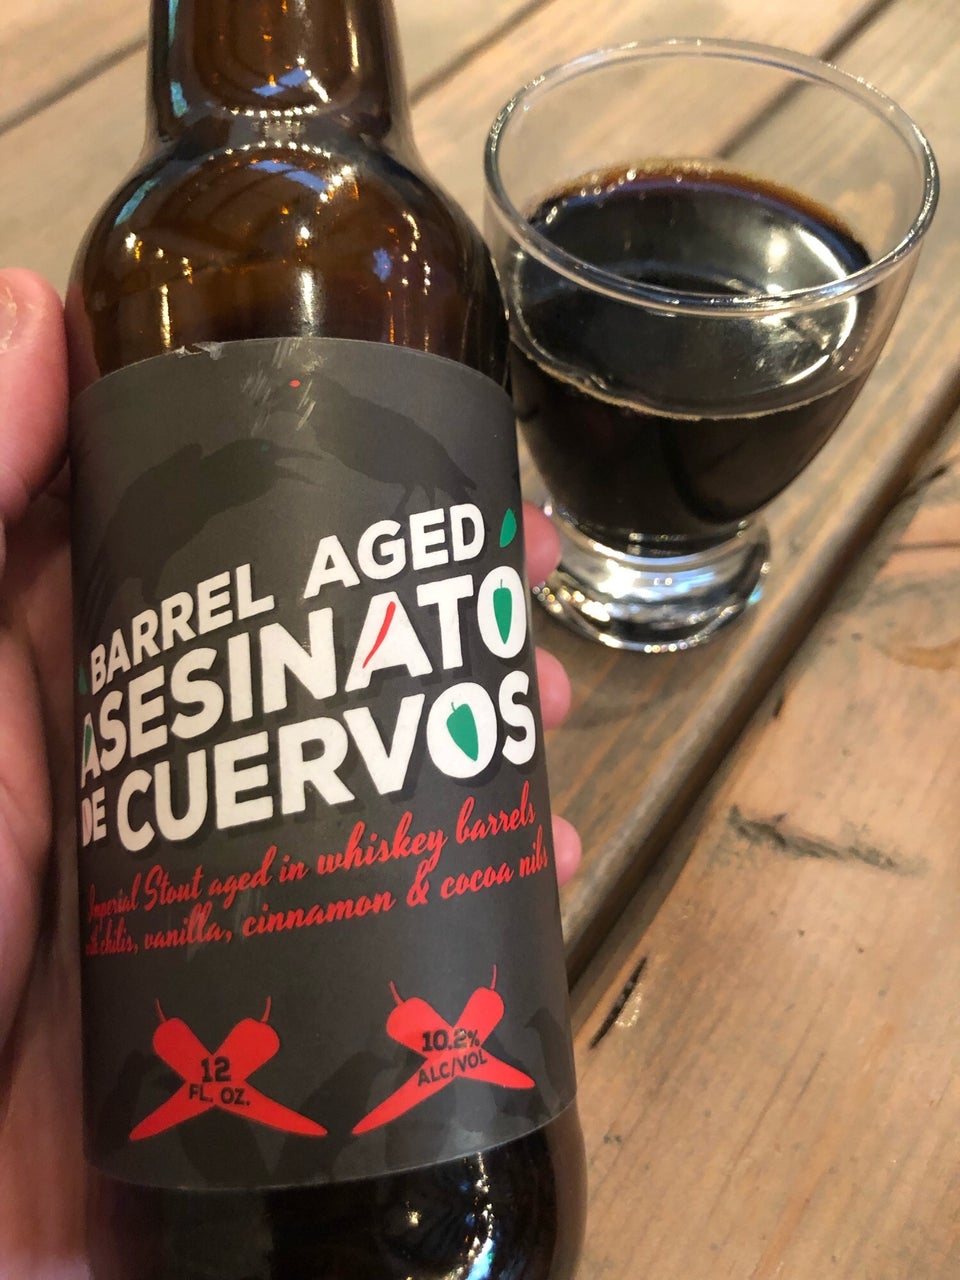 BARREL AGED
ASESINATO
DE CUERVOS
Imperial Stout aged in whiskey barrels
with chilis, vanilla, cinnamon & cocoa nibs
12
FL. OZ.
10.2%
ALC/VOL